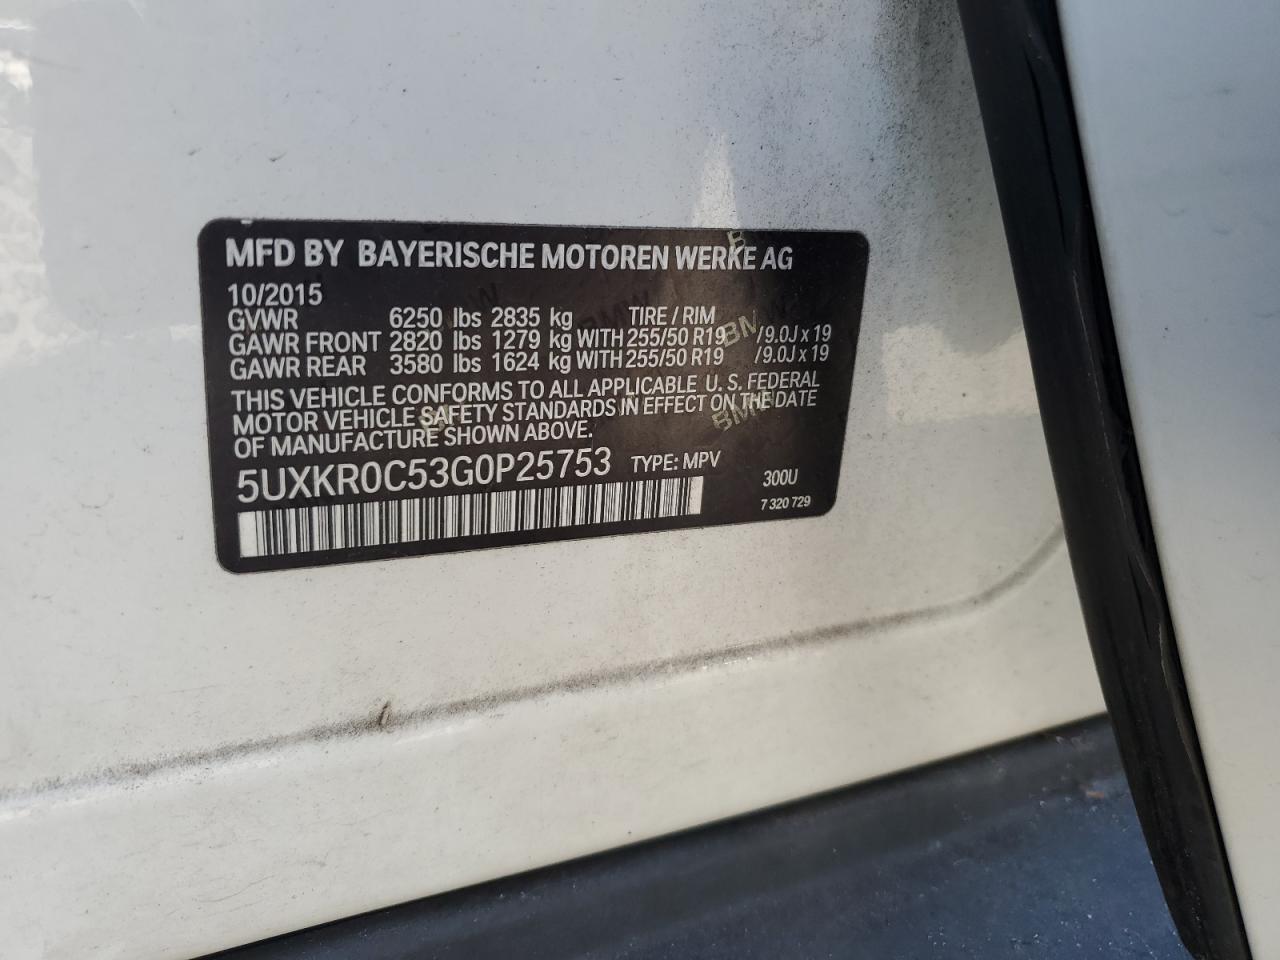 MFD BY BAYERISCHE MOTOREN WERKE AG
10/2015
GVWR 6250 lbs 2835 kg TIRE / RIM
GAWR FRONT 2820 lbs 1279 kg WITH 255/50 R19 /9.0J x 19
GAWR REAR 3580 lbs 1624 kg WITH 255/50 R19 /9.0J x 19
THIS VEHICLE CONFORMS TO ALL APPLICABLE U.S. FEDERAL
MOTOR VEHICLE SAFETY STANDARDS IN EFFECT ON THE DATE
OF MANUFACTURE SHOWN ABOVE.
5UXKR0C53G0P25753 TYPE: MPV
300U
7 320 729